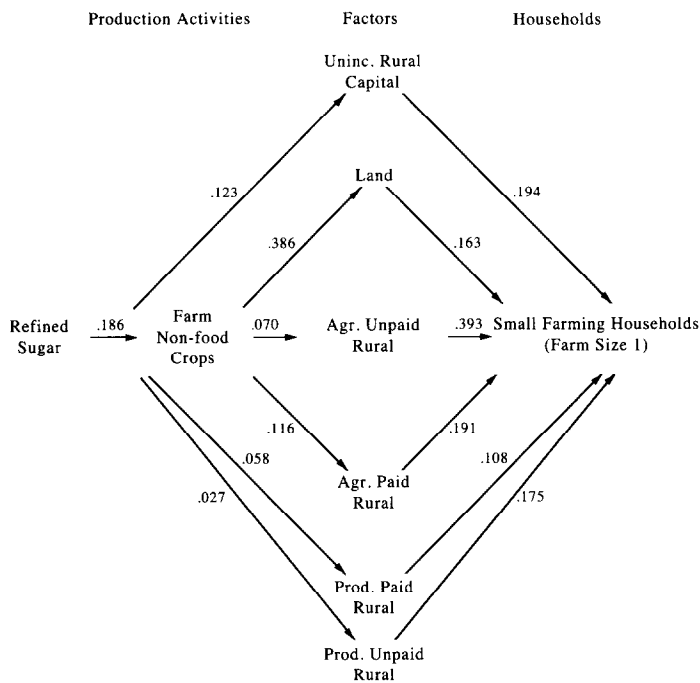 Production Activities Factors Households
Uninc. Rural
Capital
.123
.194
Land
.386
.163
Refined
Sugar
.186
Farm
Non-food
Crops
.070
Agr. Unpaid
Rural
.393
Small Farming Households
(Farm Size 1)
.116
.191
.058
.108
.027
.175
Agr. Paid
Rural
Prod. Paid
Rural
Prod. Unpaid
Rural